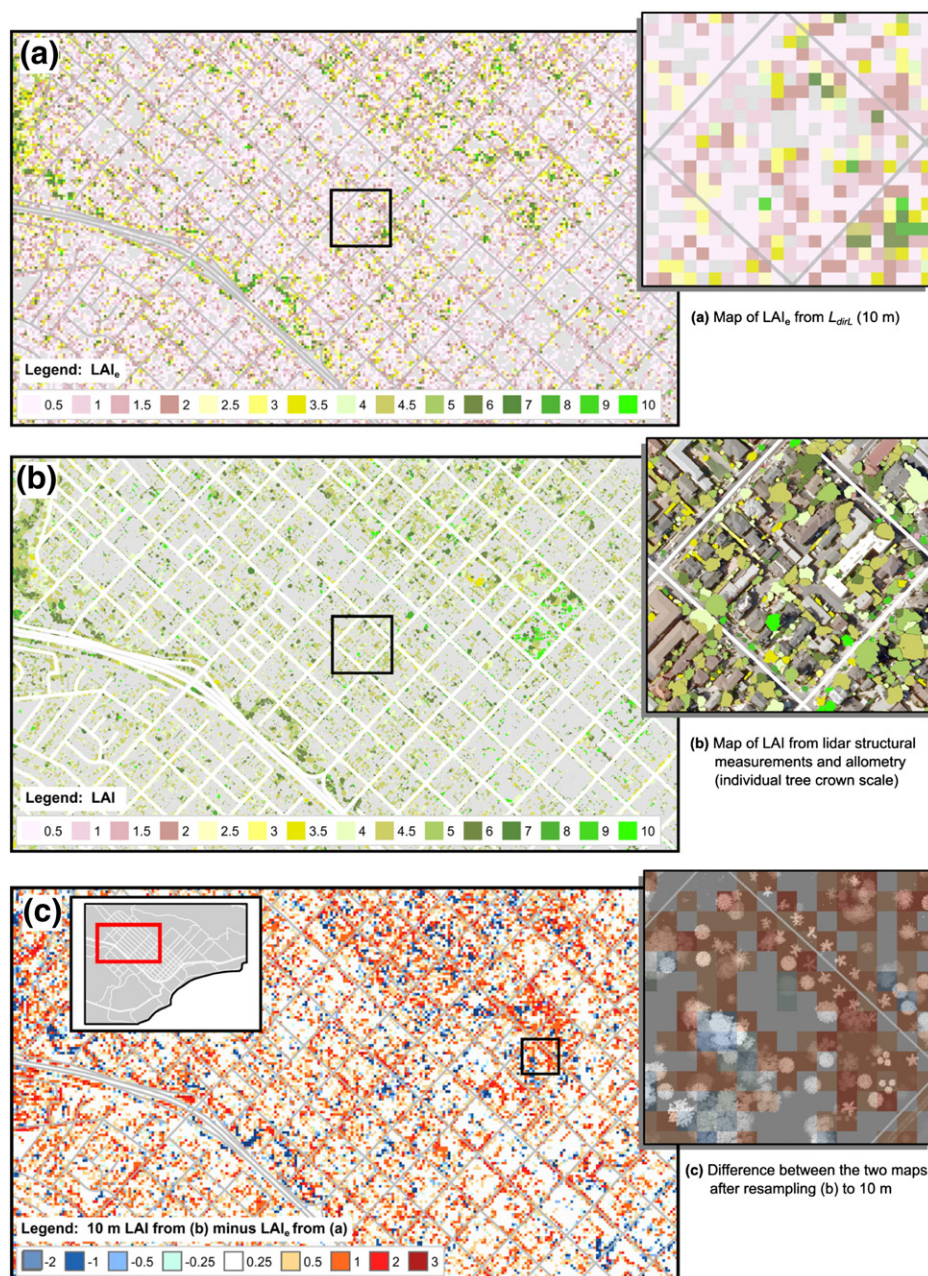 (a)
(a) Map of LAIe from LdirL (10 m)
Legend: LAIe
0.5 1 1.5 2 2.5 3 3.5 4 4.5 5 6 7 8 9 10
(b)
(b) Map of LAI from lidar structural
measurements and allometry
(individual tree crown scale)
Legend: LAI
0.5 1 1.5 2 2.5 3 3.5 4 4.5 5 6 7 8 9 10
(c)
(c) Difference between the two maps
after resampling (b) to 10 m
Legend: 10 m LAI from (b) minus LAIe from (a)
-2 -1 -0.5 -0.25 0.25 0.5 1 2 3